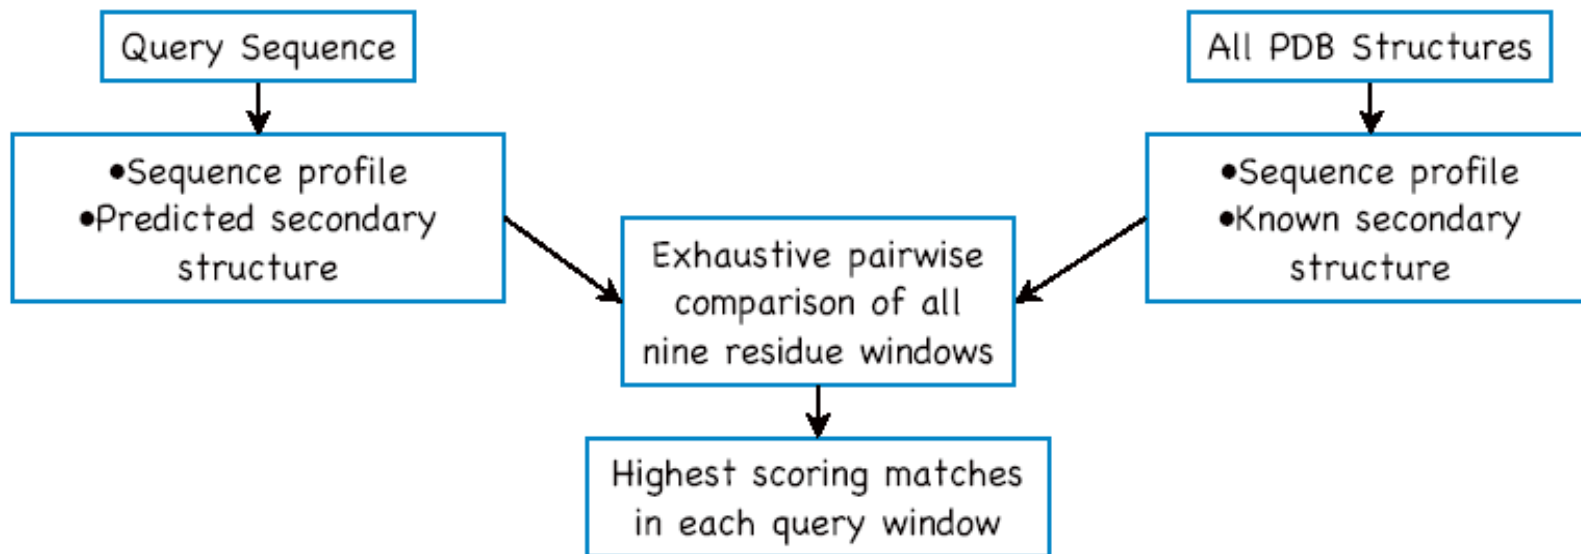 Query Sequence
All PDB Structures
•Sequence profile
•Predicted secondary
structure
•Sequence profile
•Known secondary
structure
Exhaustive pairwise
comparison of all
nine residue windows
Highest scoring matches
in each query window